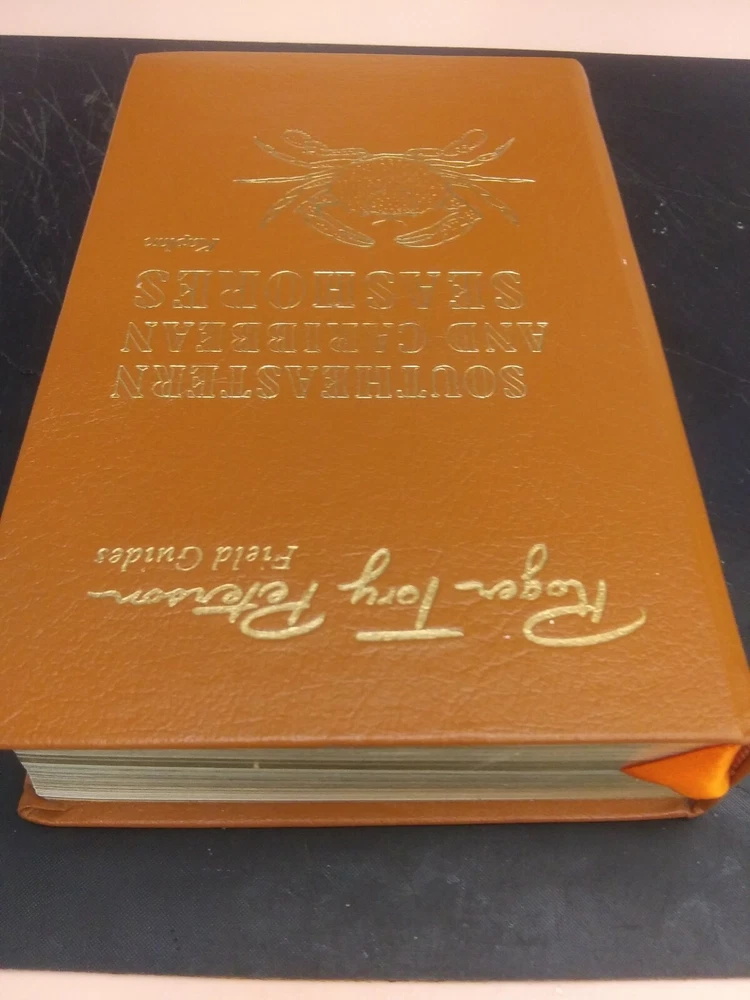 Roger Tory Peterson
Field Guides
SOUTHEASTERN
AND CARIBBEAN
SEASHORES
Kaplan